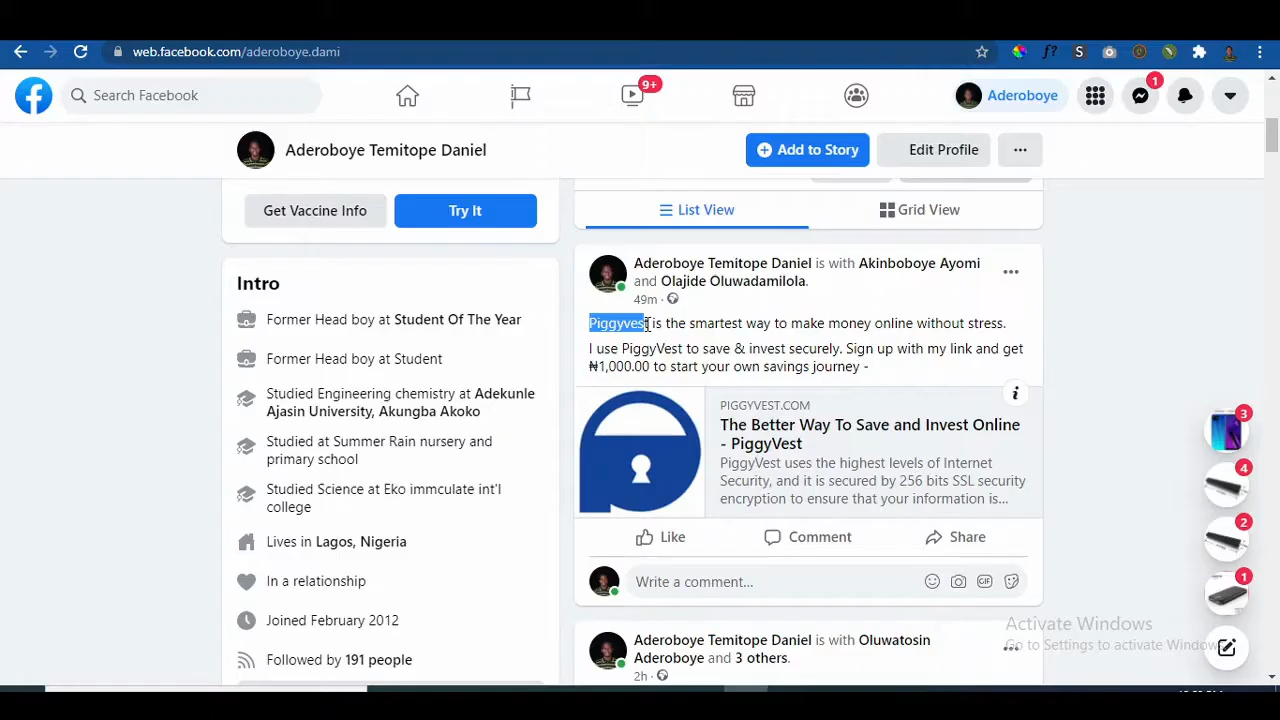 web.facebook.com/aderoboye.dami
Search Facebook
9+
Aderoboye
1
Aderoboye Temitope Daniel
Add to Story
Edit Profile
Get Vaccine Info
Try It
List View
Grid View
Intro
Former Head boy at Student Of The Year
Former Head boy at Student
Studied Engineering chemistry at Adekunle
Ajasin University, Akungba Akoko
Studied at Summer Rain nursery and
primary school
Studied Science at Eko immculate int'l
college
Lives in Lagos, Nigeria
In a relationship
Joined February 2012
Followed by 191 people
Aderoboye Temitope Daniel is with Akinboboye Ayomi
and Olajide Oluwadamilola.
49m ·
Piggyvest is the smartest way to make money online without stress.
I use PiggyVest to save & invest securely. Sign up with my link and get
₦1,000.00 to start your own savings journey -
PIGGYVEST.COM
The Better Way To Save and Invest Online
- PiggyVest
PiggyVest uses the highest levels of Internet
Security, and it is secured by 256 bits SSL security
encryption to ensure that your information is...
Like
Comment
Share
Write a comment...
GIF
Aderoboye Temitope Daniel is with Oluwatosin
Aderoboye and 3 others.
2h ·
3
4
2
1
Activate Windows
Go to Settings to activate Windows